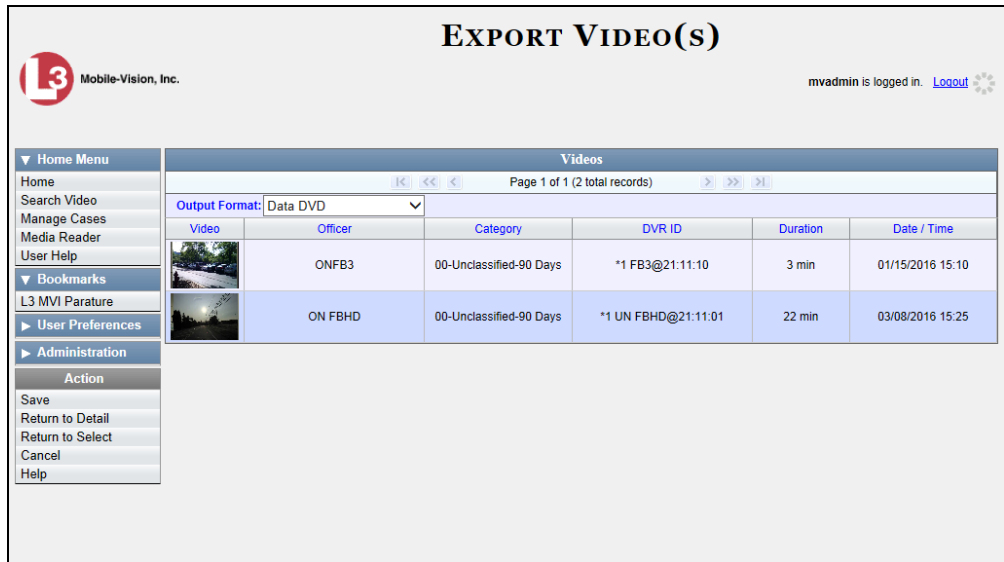 EXPORT VIDEO(S)
L3 Mobile-Vision, Inc.
mvadmin is logged in. Logout
▼ Home Menu
Home
Search Video
Manage Cases
Media Reader
User Help
▼ Bookmarks
L3 MVI Parature
▶ User Preferences
▶ Administration
Action
Save
Return to Detail
Return to Select
Cancel
Help
Videos
Page 1 of 1 (2 total records)
Output Format: Data DVD
Video Officer Category DVR ID Duration Date / Time
ONFB3 00-Unclassified-90 Days *1 FB3@21:11:10 3 min 01/15/2016 15:10
ON FBHD 00-Unclassified-90 Days *1 UN FBHD@21:11:01 22 min 03/08/2016 15:25